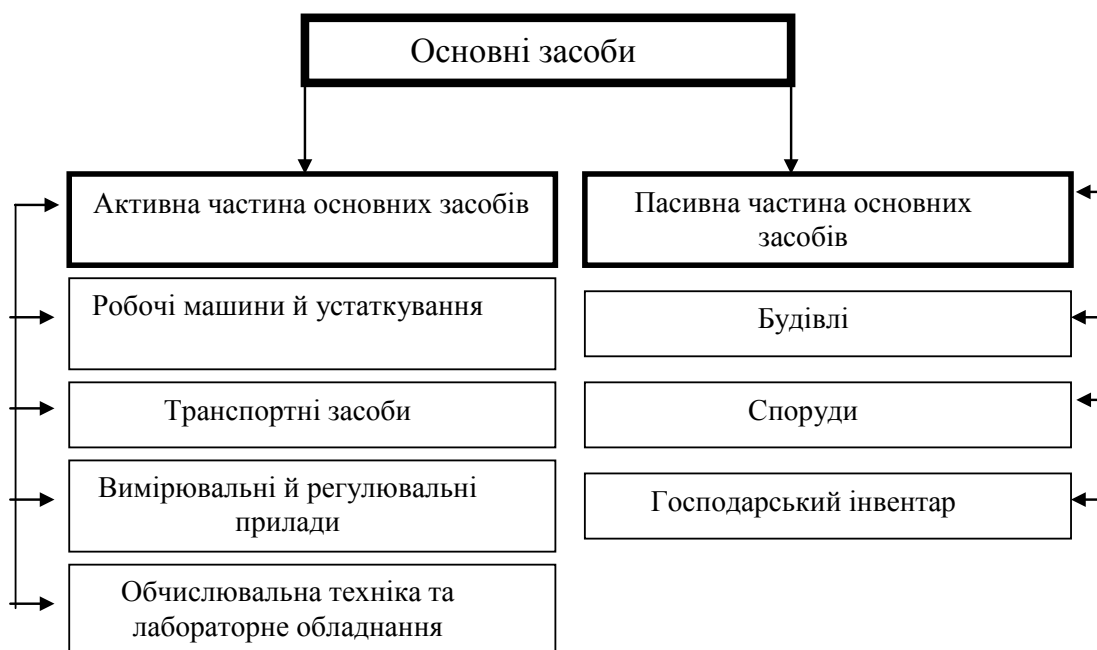 Основні засоби
Активна частина основних засобів
Пасивна частина основних
засобів
Робочі машини й устаткування
Транспортні засоби
Вимірювальні й регулювальні
прилади
Обчислювальна техніка та
лабораторне обладнання
Будівлі
Споруди
Господарський інвентар